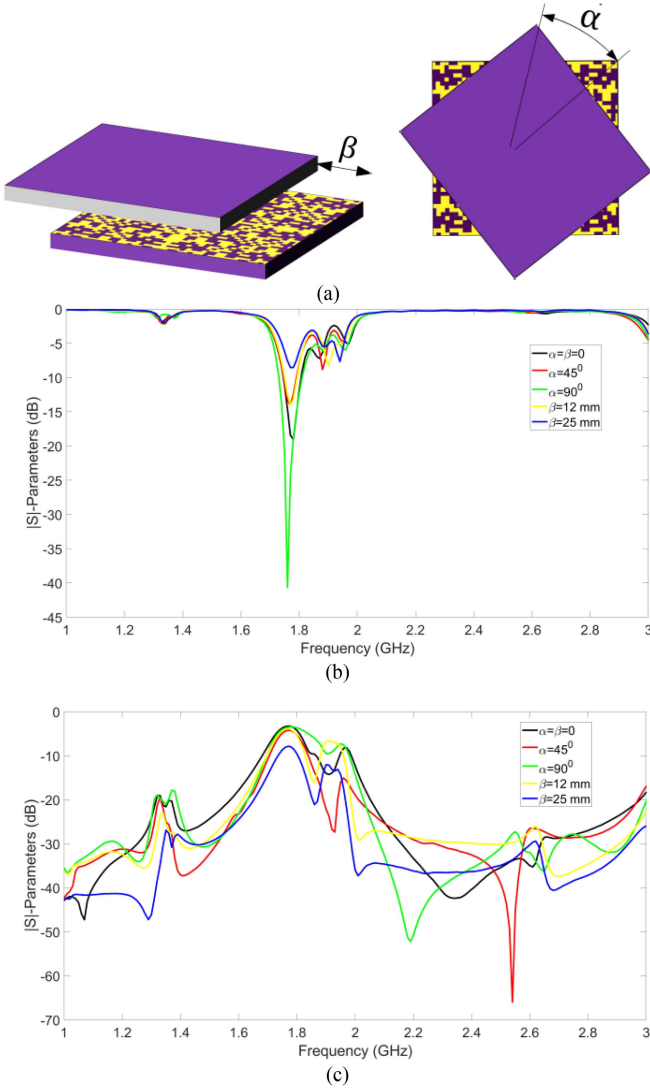 α
β
(a)
0
-5
-10
-15
-20
-25
-30
-35
-40
-45
|S|-Parameters (dB)
α=β=0
α=45⁰
α=90⁰
β=12 mm
β=25 mm
1 1.2 1.4 1.6 1.8 2 2.2 2.4 2.6 2.8 3
Frequency (GHz)
(b)
0
-10
-20
-30
-40
-50
-60
-70
|S|-Parameters (dB)
α=β=0
α=45⁰
α=90⁰
β=12 mm
β=25 mm
1 1.2 1.4 1.6 1.8 2 2.2 2.4 2.6 2.8 3
Frequency (GHz)
(c)